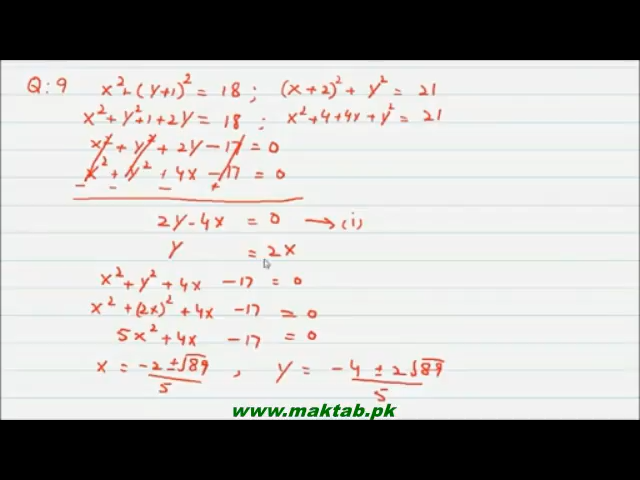 Q:9 x² + (y+1)² = 18 ; (x+2)² + y² = 21
x² + y² + 1 + 2y = 18 ; x² + 4 + 4x + y² = 21
x² + y² + 2y - 17 = 0
x² + y² + 4x - 17 = 0
- - - +
2y - 4x = 0 → (i)
y = 2x
x² + y² + 4x - 17 = 0
x² + (2x)² + 4x - 17 = 0
5x² + 4x - 17 = 0
x = (-2 ± √89)/5 , y = (-4 ± 2√89)/5
www.maktab.pk